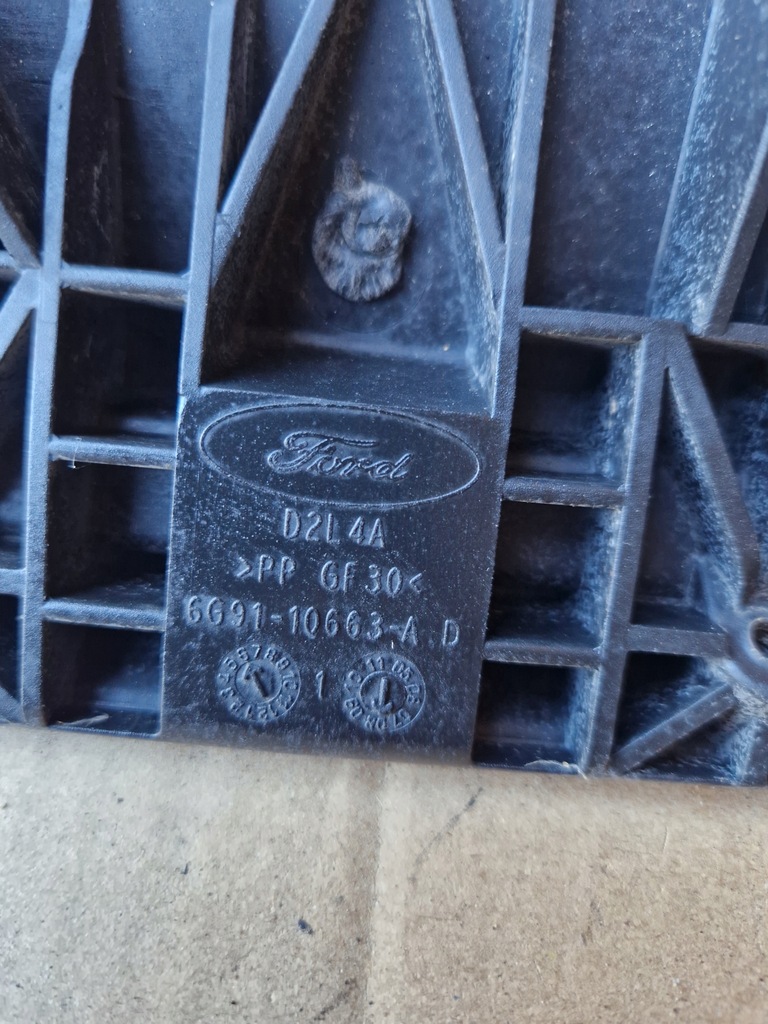 Ford
D2L4A
>PP GF30<
6G91-10663-A D
1